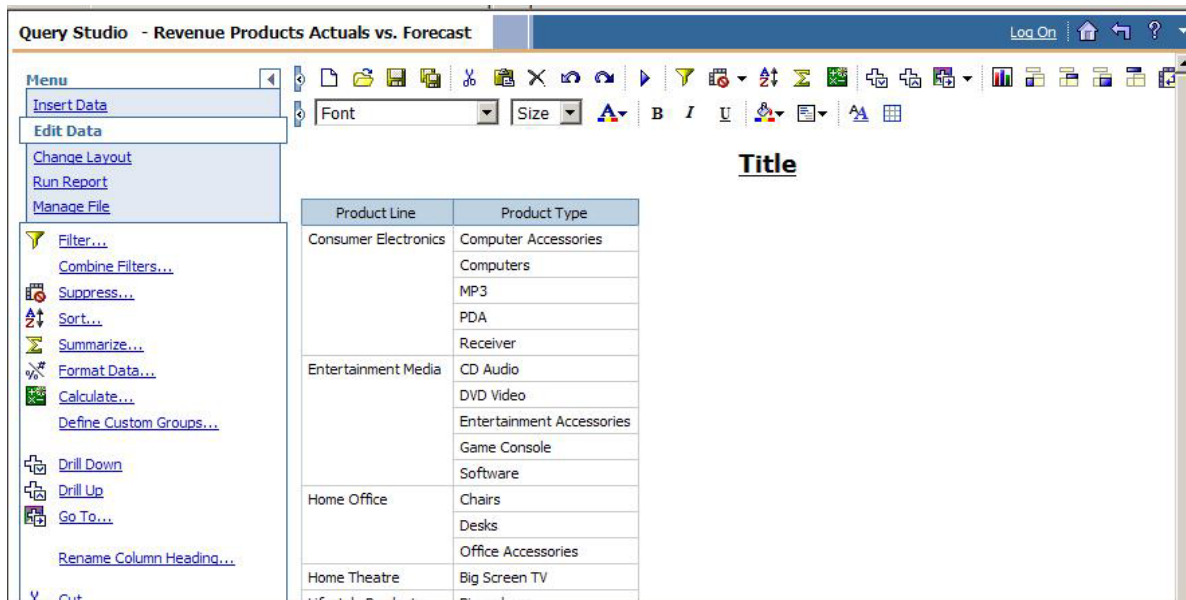 Query Studio - Revenue Products Actuals vs. Forecast
Log On
Menu
Insert Data
Edit Data
Change Layout
Run Report
Manage File
Filter...
Combine Filters...
Suppress...
Sort...
Summarize...
Format Data...
Calculate...
Define Custom Groups...
Drill Down
Drill Up
Go To...
Rename Column Heading...
Cut
Font Size A B I U
Title
Product Line Product Type
Consumer Electronics Computer Accessories
Computers
MP3
PDA
Receiver
Entertainment Media CD Audio
DVD Video
Entertainment Accessories
Game Console
Software
Home Office Chairs
Desks
Office Accessories
Home Theatre Big Screen TV